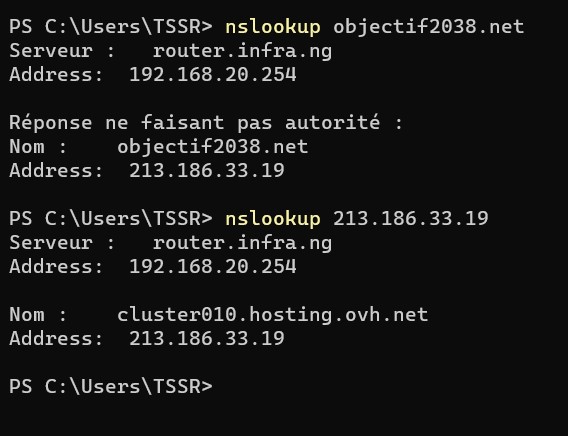 PS C:\Users\TSSR> nslookup objectif2038.net
Serveur :   router.infra.ng
Address:  192.168.20.254
Réponse ne faisant pas autorité :
Nom :    objectif2038.net
Address:  213.186.33.19
PS C:\Users\TSSR> nslookup 213.186.33.19
Serveur :   router.infra.ng
Address:  192.168.20.254
Nom :    cluster010.hosting.ovh.net
Address:  213.186.33.19
PS C:\Users\TSSR>